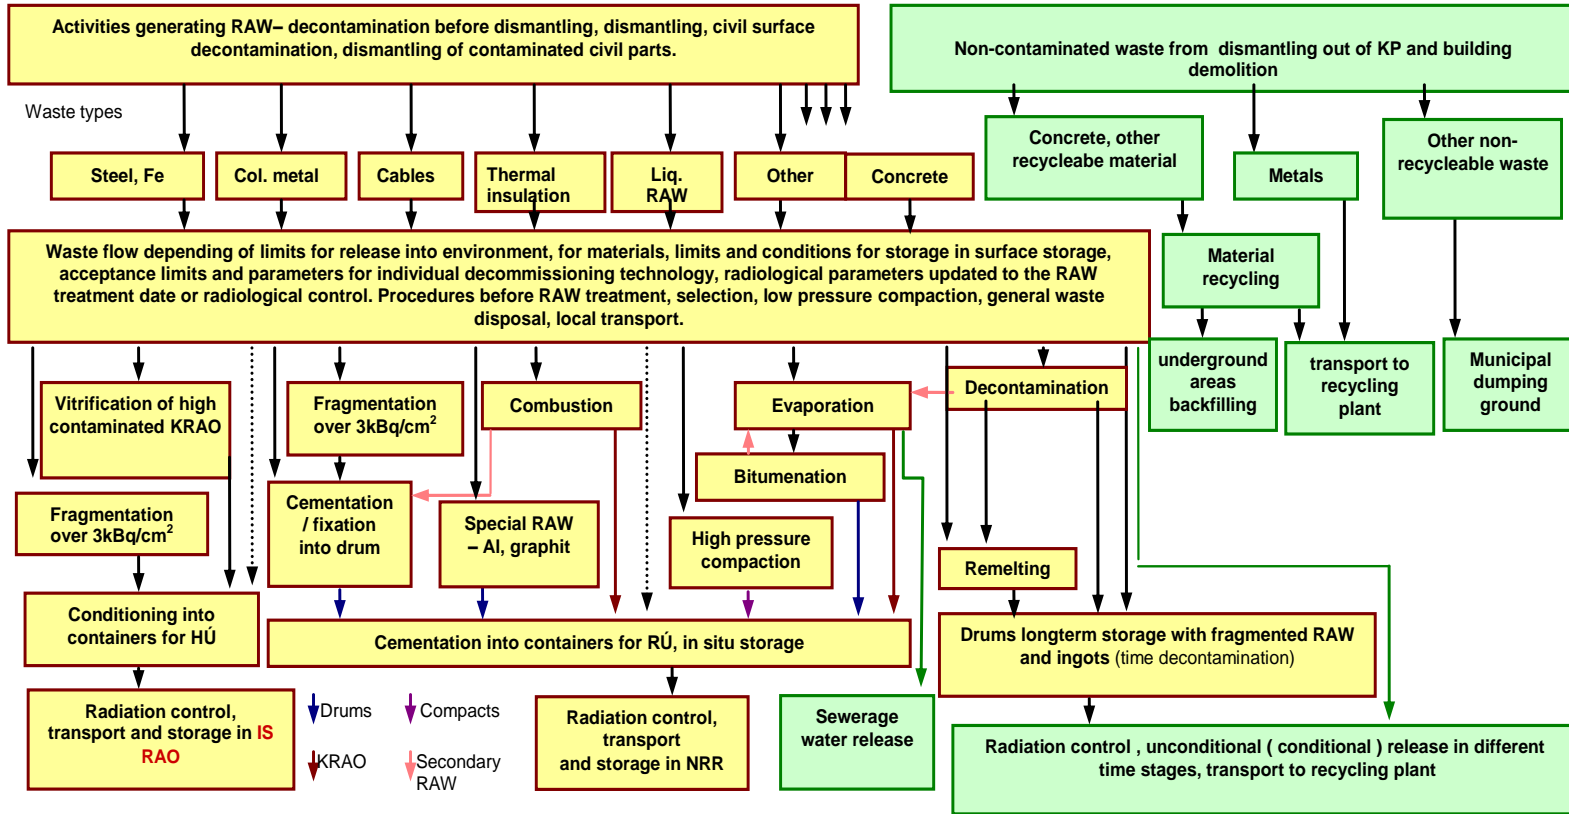 Activities generating RAW– decontamination before dismantling, dismantling, civil surface
decontamination, dismantling of contaminated civil parts.
Non-contaminated waste from dismantling out of KP and building
demolition
Waste types
Steel, Fe
Col. metal
Cables
Thermal
insulation
Liq.
RAW
Other
Concrete
Concrete, other
recycleabe material
Metals
Other non-
recycleable waste
Waste flow depending of limits for release into environment, for materials, limits and conditions for storage in surface storage,
acceptance limits and parameters for individual decommissioning technology, radiological parameters updated to the RAW
treatment date or radiological control. Procedures before RAW treatment, selection, low pressure compaction, general waste
disposal, local transport.
Material
recycling
underground
areas
backfilling
transport to
recycling
plant
Municipal
dumping
ground
Vitrification of high
contaminated KRAO
Fragmentation
over 3kBq/cm²
Combustion
Evaporation
Decontamination
Bitumenation
Fragmentation
over 3kBq/cm²
Cementation
/ fixation
into drum
Special RAW
– Al, graphit
High pressure
compaction
Remelting
Conditioning into
containers for HÚ
Cementation into containers for RÚ, in situ storage
Drums longterm storage with fragmented RAW
and ingots (time decontamination)
Radiation control,
transport and storage in IS
RAO
Drums
Compacts
KRAO
Secondary
RAW
Radiation control,
transport
and storage in NRR
Sewerage
water release
Radiation control , unconditional ( conditional ) release in different
time stages, transport to recycling plant